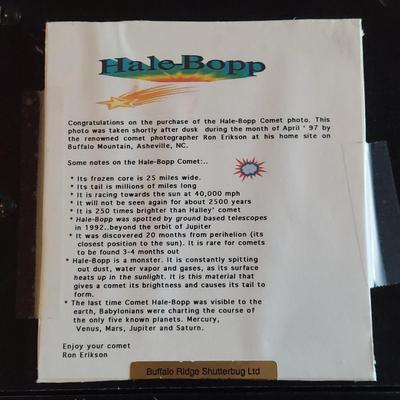 Hale-Bopp
Congratulations on the purchase of the Hale-Bopp Comet photo. This
photo was taken shortly after dusk during the month of April ' 97 by
the renowned comet photographer Ron Erikson at his home site on
Buffalo Mountain, Asheville, NC.
Some notes on the Hale-Bopp Comet:..
* Its frozen core is 25 miles wide.
* Its tail is millions of miles long
* It is racing towards the sun at 40,000 mph
* It will not be seen again for about 2500 years
* It is 250 times brighter than Halley' comet
* Hale-Bopp was spotted by ground based telescopes
in 1992..beyond the orbit of Jupiter
* It was discovered 20 months from perihelion (its
closest position to the sun). It is rare for comets
to be found 3-4 months out
* Hale-Bopp is a monster. It is constantly spitting
out dust, water vapor and gases, as its surface
heats up in the sunlight. It is this material that
gives a comet its brightness and causes its tail to
form.
* The last time Comet Hale-Bopp was visible to the
earth, Babylonians were charting the course of
the only five known planets. Mercury,
Venus, Mars, Jupiter and Saturn.
Enjoy your comet
Ron Erikson
Buffalo Ridge Shutterbug Ltd